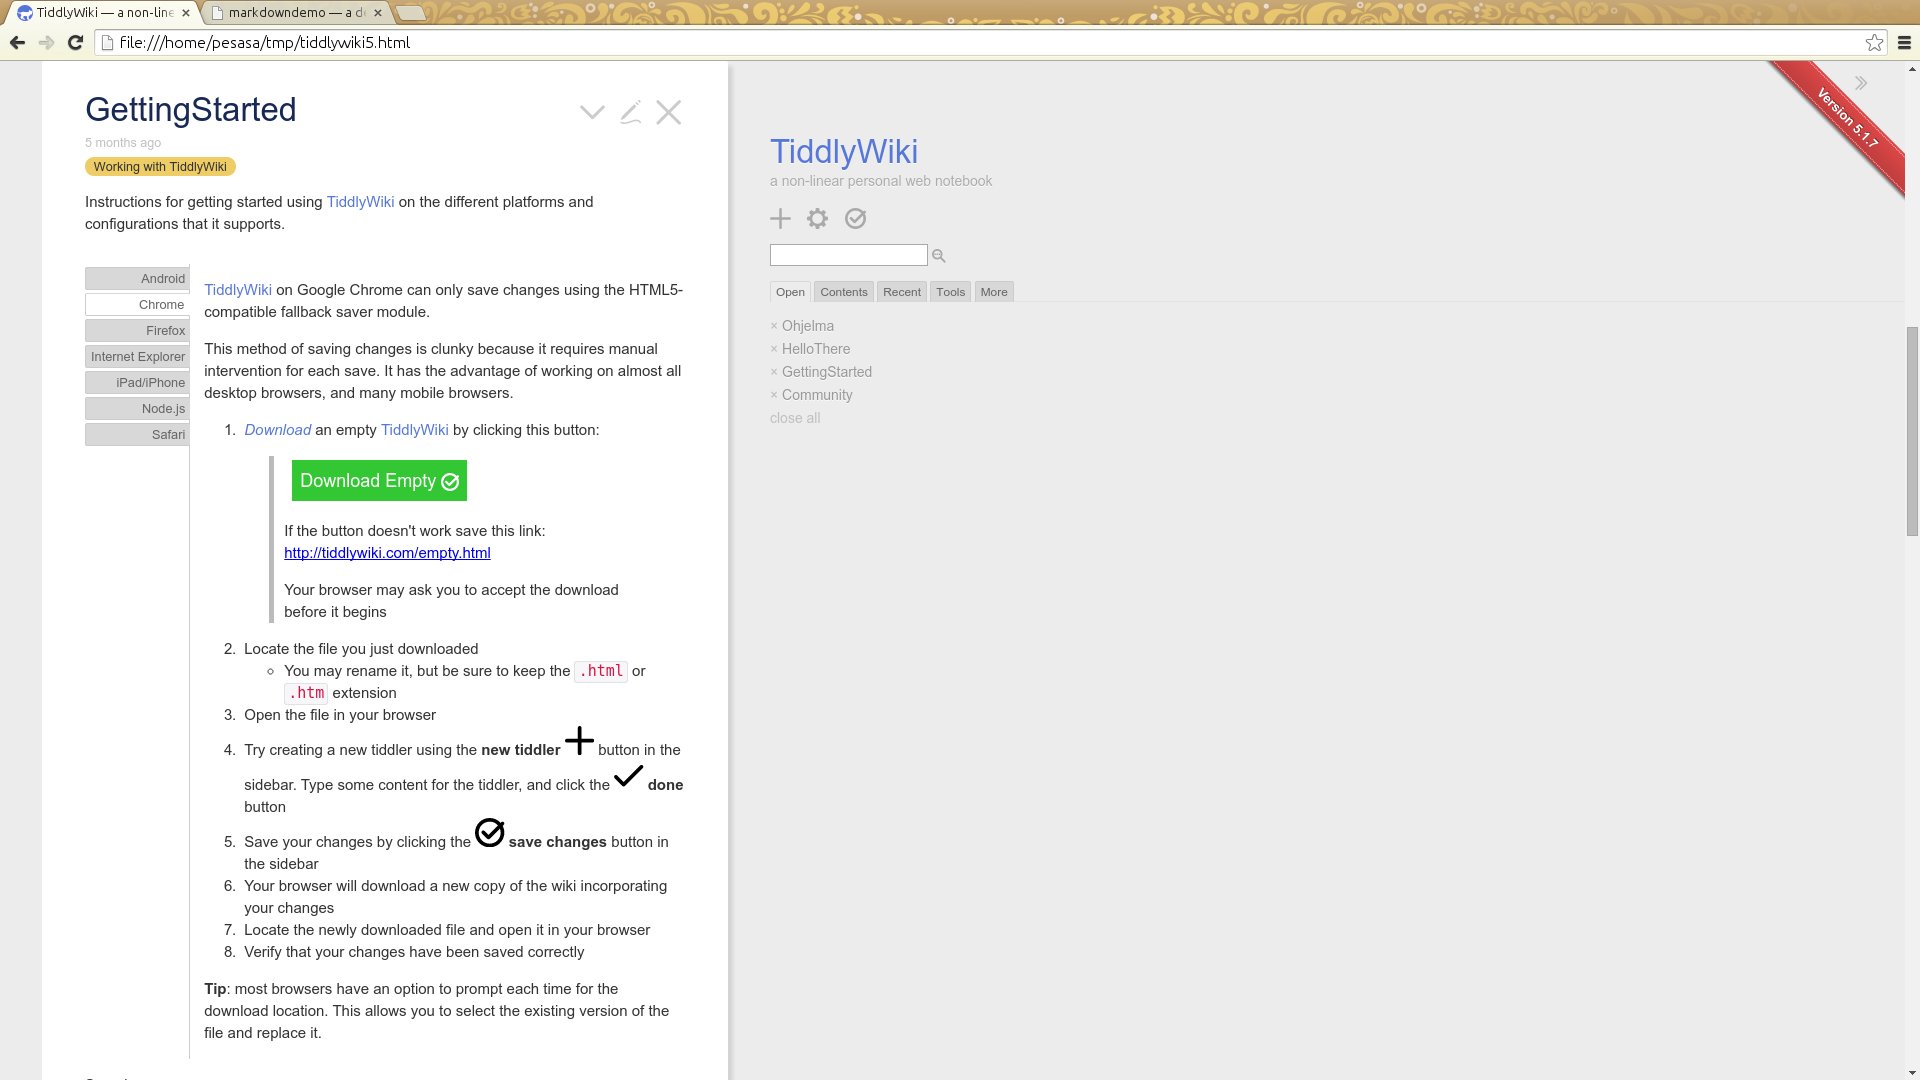 TiddlyWiki — a non-line
markdowndemo — a de
file:///home/pesasa/tmp/tiddlywiki5.html
GettingStarted
5 months ago
Working with TiddlyWiki
Instructions for getting started using TiddlyWiki on the different platforms and
configurations that it supports.
Android
Chrome
Firefox
Internet Explorer
iPad/iPhone
Node.js
Safari
TiddlyWiki on Google Chrome can only save changes using the HTML5-
compatible fallback saver module.
This method of saving changes is clunky because it requires manual
intervention for each save. It has the advantage of working on almost all
desktop browsers, and many mobile browsers.
1. Download an empty TiddlyWiki by clicking this button:
Download Empty
If the button doesn't work save this link:
http://tiddlywiki.com/empty.html
Your browser may ask you to accept the download
before it begins
2. Locate the file you just downloaded
You may rename it, but be sure to keep the .html or
.htm extension
3. Open the file in your browser
4. Try creating a new tiddler using the new tiddler button in the
sidebar. Type some content for the tiddler, and click the done
button
5. Save your changes by clicking the save changes button in
the sidebar
6. Your browser will download a new copy of the wiki incorporating
your changes
7. Locate the newly downloaded file and open it in your browser
8. Verify that your changes have been saved correctly
Tip: most browsers have an option to prompt each time for the
download location. This allows you to select the existing version of the
file and replace it.
TiddlyWiki
a non-linear personal web notebook
Open
Contents
Recent
Tools
More
× Ohjelma
× HelloThere
× GettingStarted
× Community
close all
Version 5.1.7